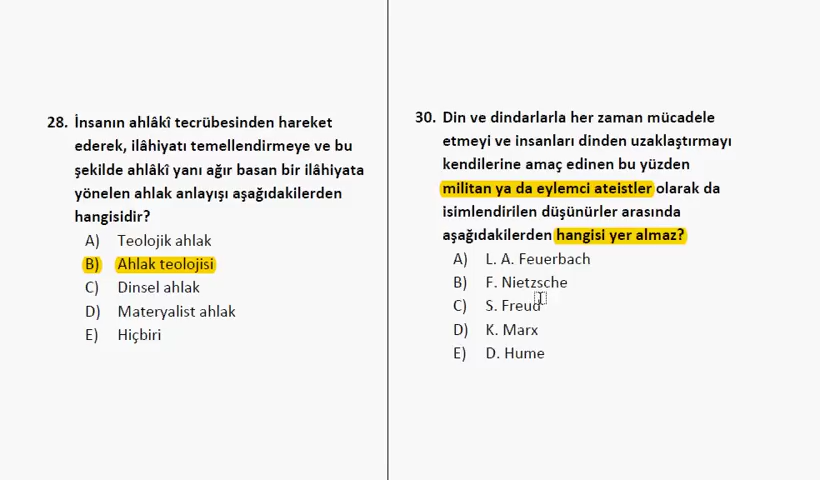 28. İnsanın ahlâkî tecrübesinden hareket
ederek, ilâhiyatı temellendirmeye ve bu
şekilde ahlâkî yanı ağır basan bir ilâhiyata
yönelen ahlak anlayışı aşağıdakilerden
hangisidir?
A) Teolojik ahlak
B) Ahlak teolojisi
C) Dinsel ahlak
D) Materyalist ahlak
E) Hiçbiri
30. Din ve dindarlarla her zaman mücadele
etmeyi ve insanları dinden uzaklaştırmayı
kendilerine amaç edinen bu yüzden
militan ya da eylemci ateistler olarak da
isimlendirilen düşünürler arasında
aşağıdakilerden hangisi yer almaz?
A) L. A. Feuerbach
B) F. Nietzsche
C) S. Freud
D) K. Marx
E) D. Hume